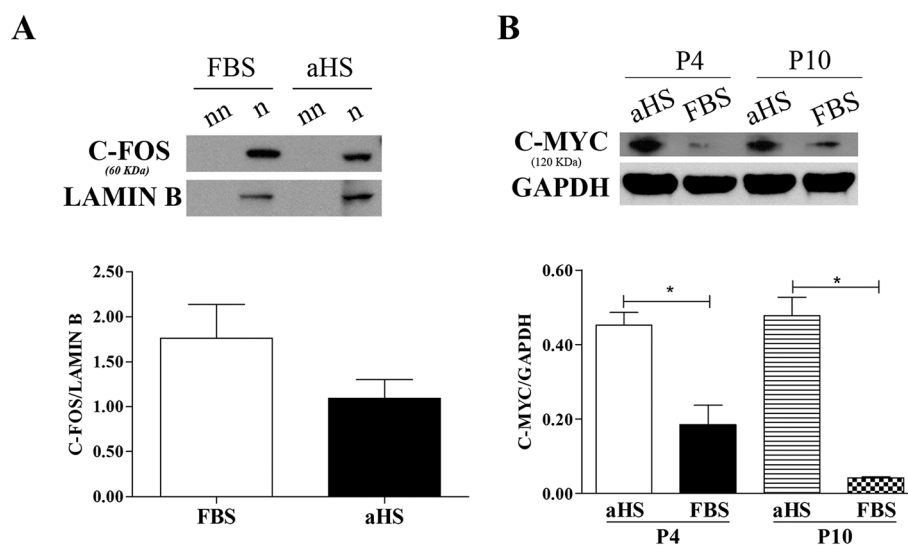 A
FBS aHS
nn n nn n
C-FOS
(60 KDa)
LAMIN B
2.50
2.00
1.50
1.00
0.50
0.00
C-FOS/LAMIN B
FBS aHS
B
P4 P10
aHS FBS aHS FBS
C-MYC
(120 KDa)
GAPDH
0.60
0.40
0.20
0.00
C-MYC/GAPDH
* *
aHS FBS aHS FBS
P4 P10